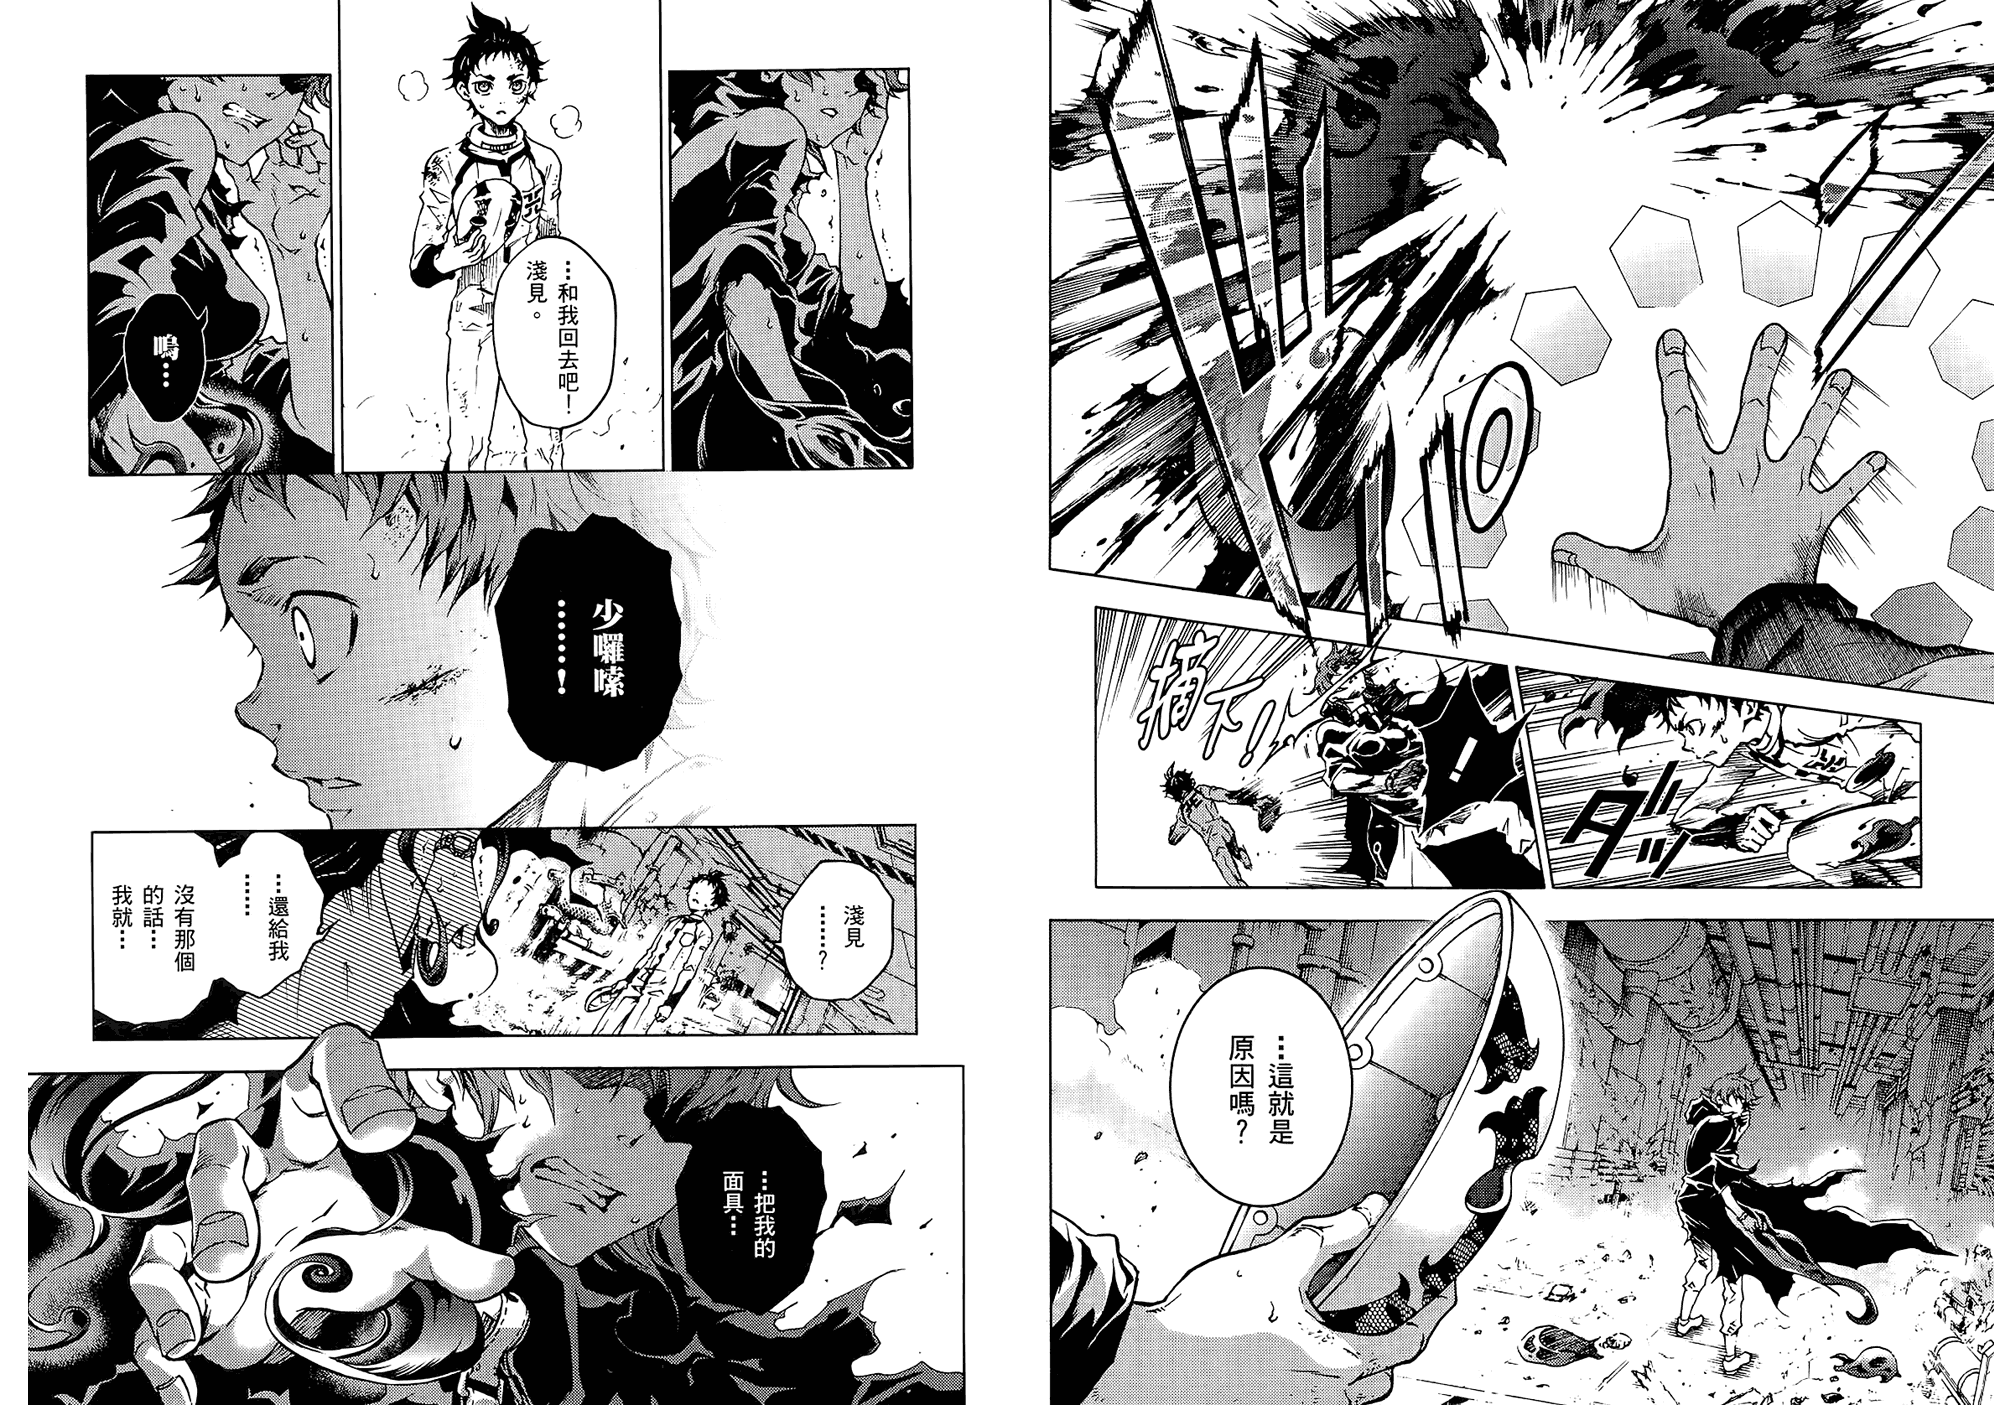 ダッ
摘下!!
!
…這就是
原因嗎?
…和我回去吧!
淺見。
嗚…
少囉嗦
……!
淺見
……?
…還給我
……
沒有那個
的話…
我就…
…把我的
面具…